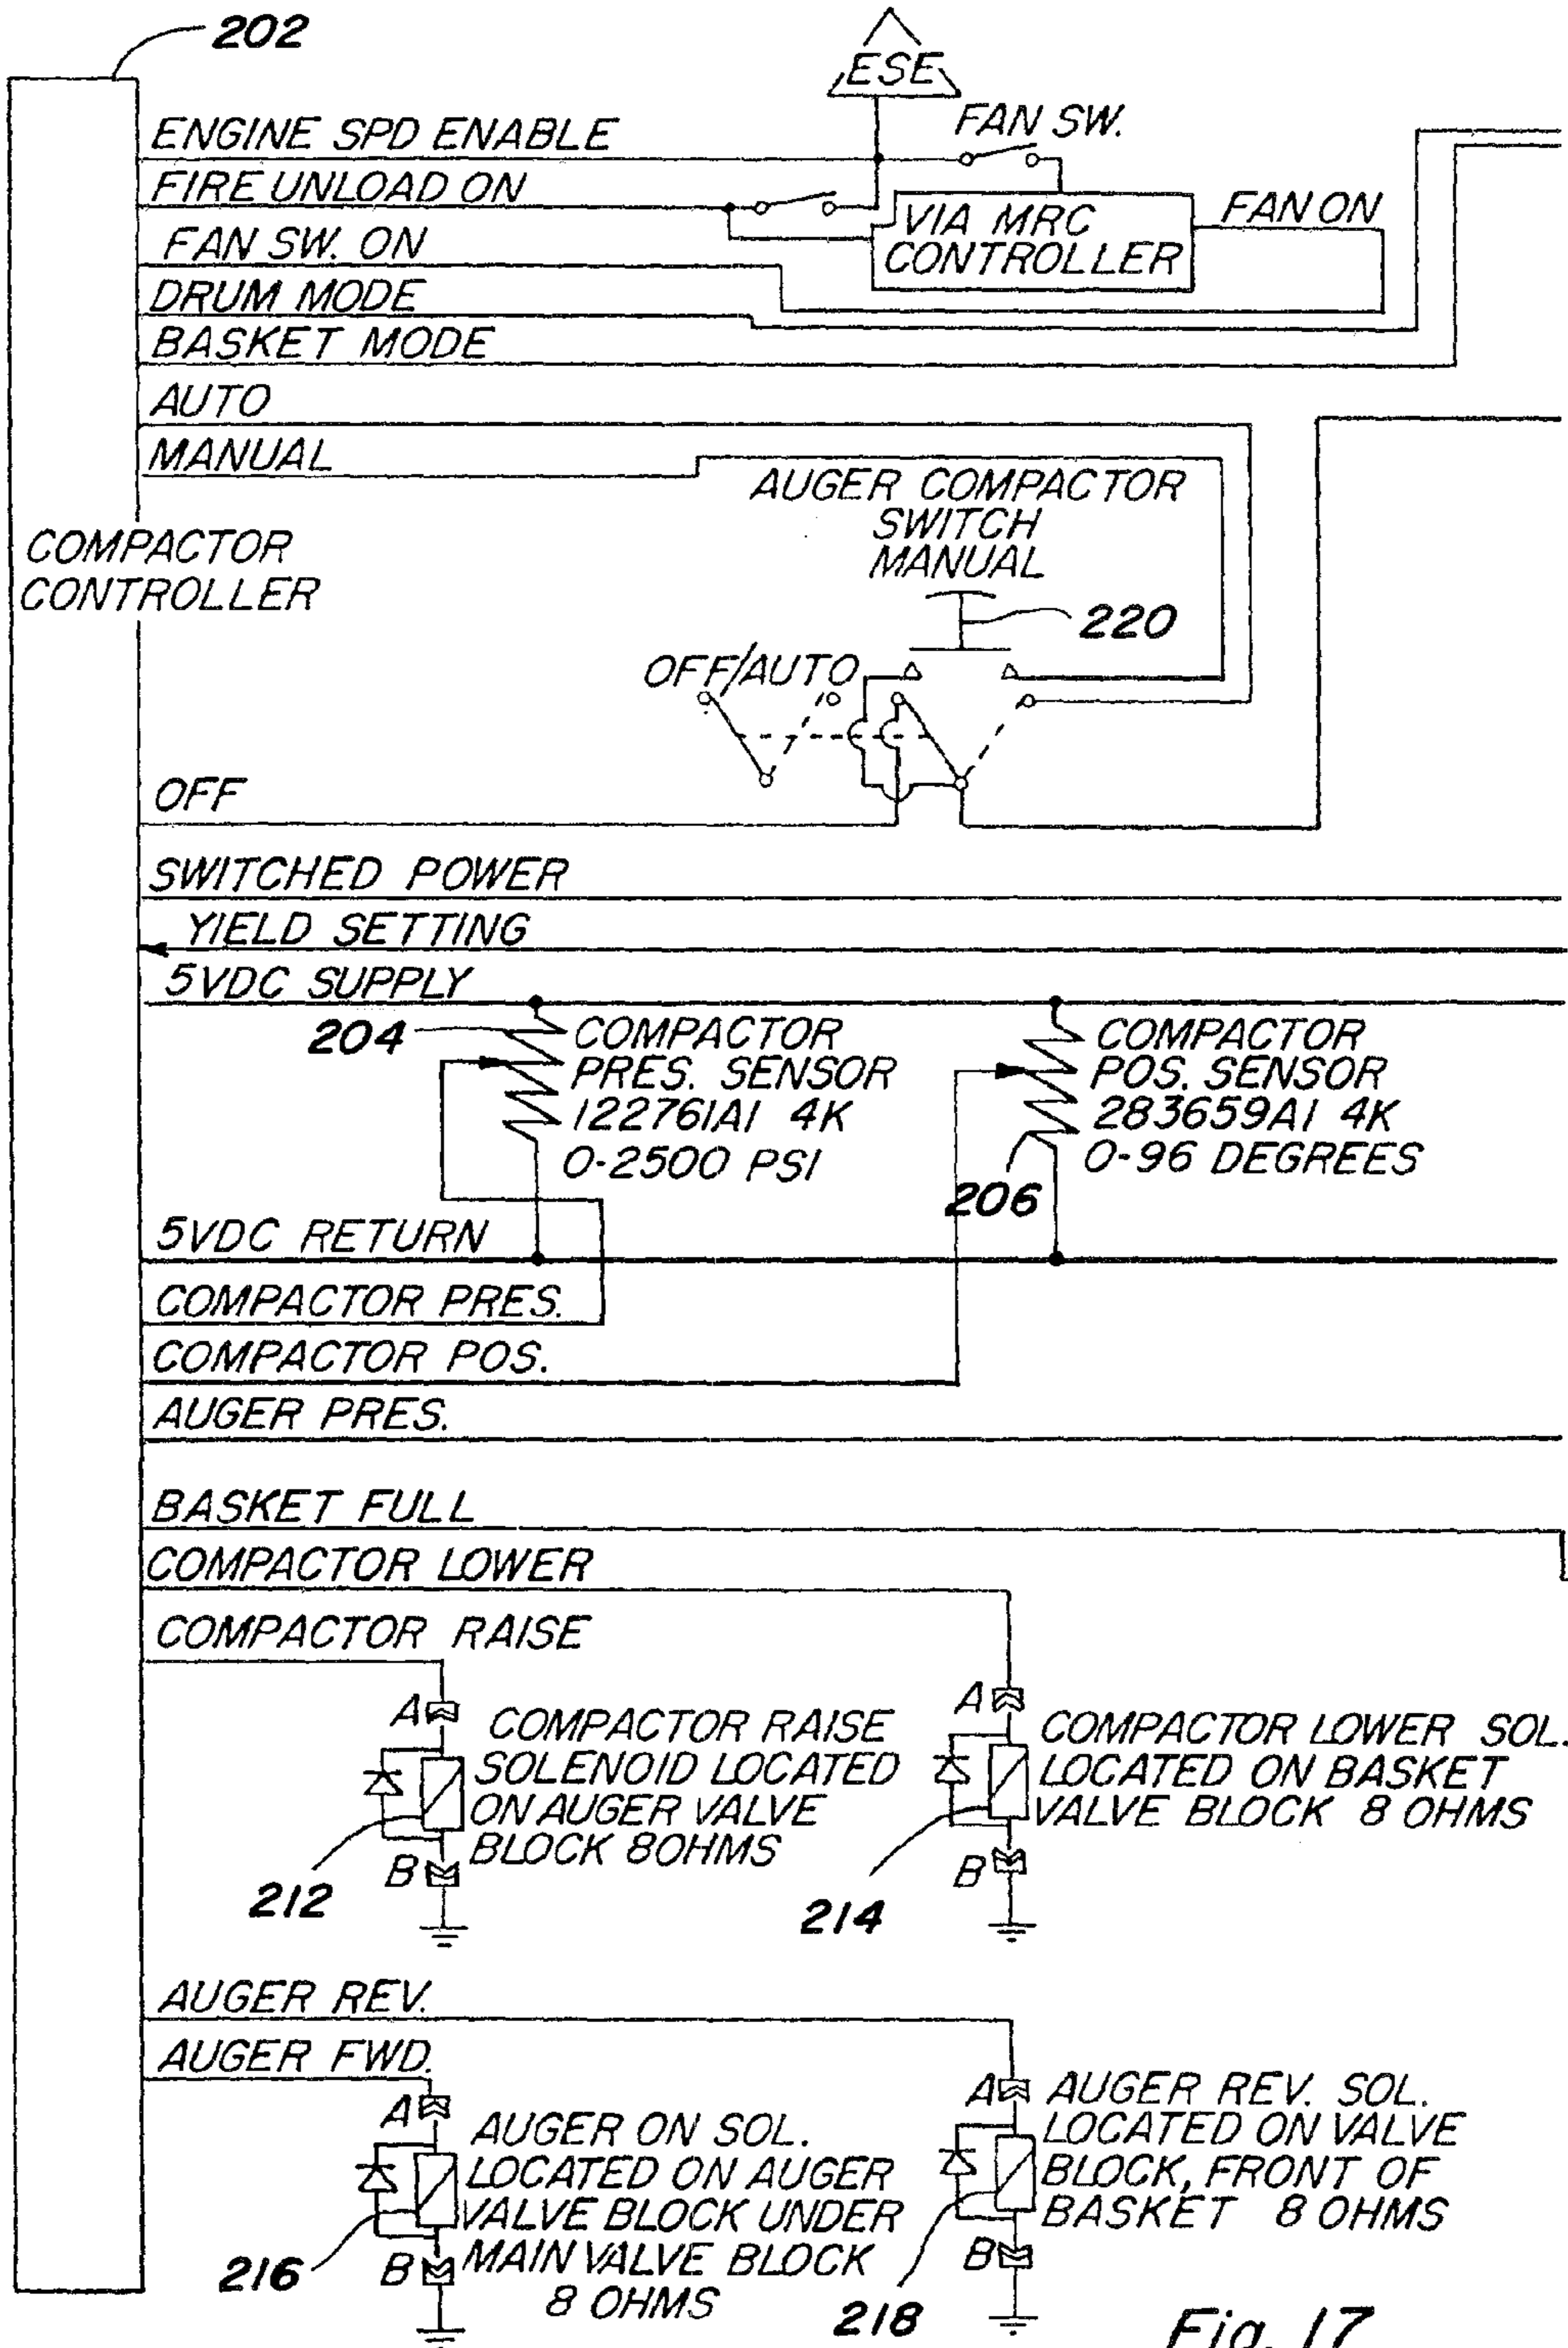 202
ESE
FAN SW.
ENGINE SPD ENABLE
FIRE UNLOAD ON
VIA MRC
CONTROLLER
FAN ON
FAN SW. ON
DRUM MODE
BASKET MODE
AUTO
MANUAL
AUGER COMPACTOR
SWITCH
MANUAL
COMPACTOR
CONTROLLER
220
OFF/AUTO
OFF
SWITCHED POWER
YIELD SETTING
5VDC SUPPLY
204
COMPACTOR
PRES. SENSOR
122761A1 4K
0-2500 PSI
COMPACTOR
POS. SENSOR
283659A1 4K
0-96 DEGREES
206
5VDC RETURN
COMPACTOR PRES.
COMPACTOR POS.
AUGER PRES.
BASKET FULL
COMPACTOR LOWER
COMPACTOR RAISE
A
COMPACTOR RAISE
SOLENOID LOCATED
ON AUGER VALVE
BLOCK 8OHMS
B
212
A
COMPACTOR LOWER SOL.
LOCATED ON BASKET
VALVE BLOCK 8 OHMS
B
214
AUGER REV.
AUGER FWD.
A
AUGER ON SOL.
LOCATED ON AUGER
VALVE BLOCK UNDER
MAIN VALVE BLOCK
8 OHMS
B
216
A
AUGER REV. SOL.
LOCATED ON VALVE
BLOCK, FRONT OF
BASKET 8 OHMS
B
218
Fig. 17